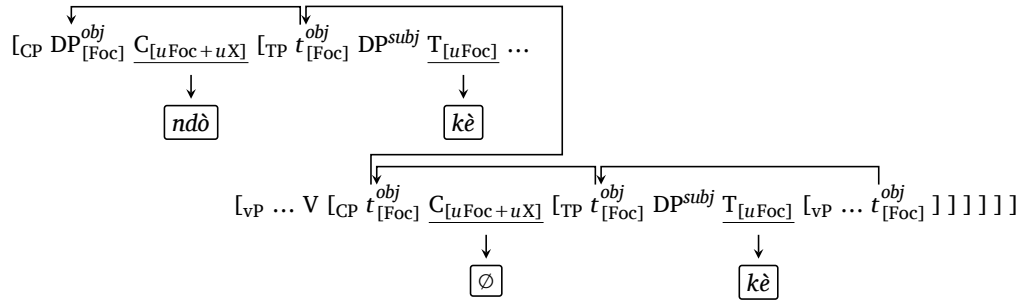 [CP DP^obj_[Foc] C_[uFoc+uX] [TP t^obj_[Foc] DP^subj T_[uFoc] …
ndò kè
[vP … V [CP t^obj_[Foc] C_[uFoc+uX] [TP t^obj_[Foc] DP^subj T_[uFoc] [vP … t^obj_[Foc] ] ] ] ] ] ]
∅ kè